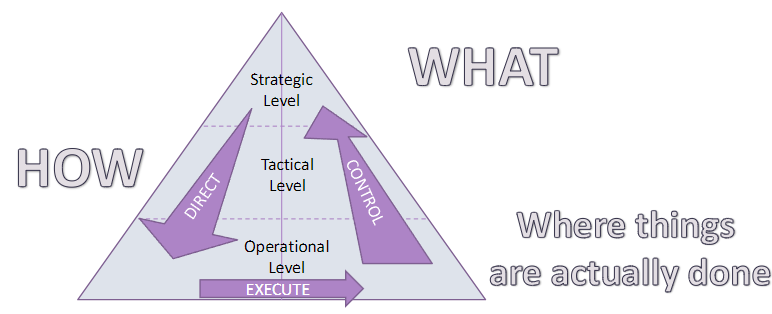 WHAT
Strategic
Level
HOW
Tactical
Level
DIRECT
CONTROL
Where things
are actually done
Operational
Level
EXECUTE